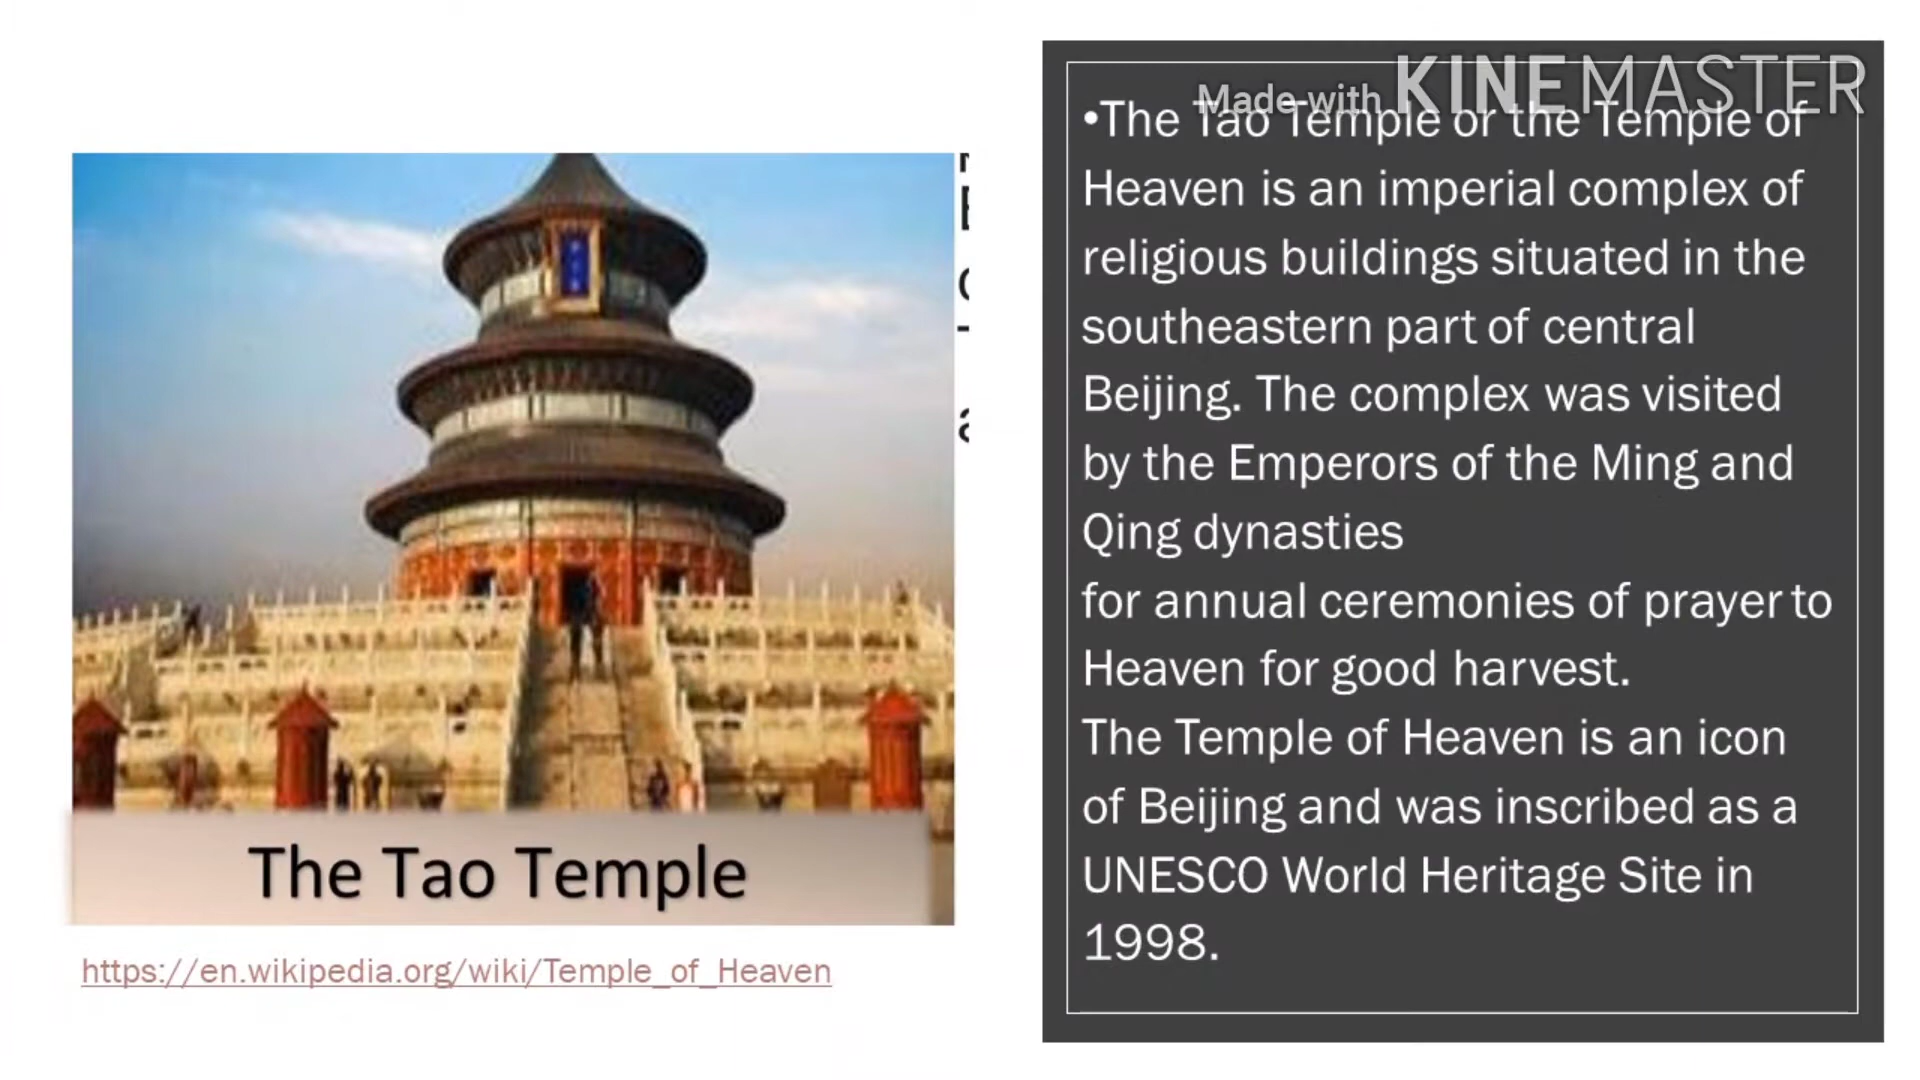 Made with KINEMASTER
•The Tao Temple or the Temple of
Heaven is an imperial complex of
religious buildings situated in the
southeastern part of central
Beijing. The complex was visited
by the Emperors of the Ming and
Qing dynasties
for annual ceremonies of prayer to
Heaven for good harvest.
The Temple of Heaven is an icon
of Beijing and was inscribed as a
UNESCO World Heritage Site in
1998.
The Tao Temple
https://en.wikipedia.org/wiki/Temple_of_Heaven